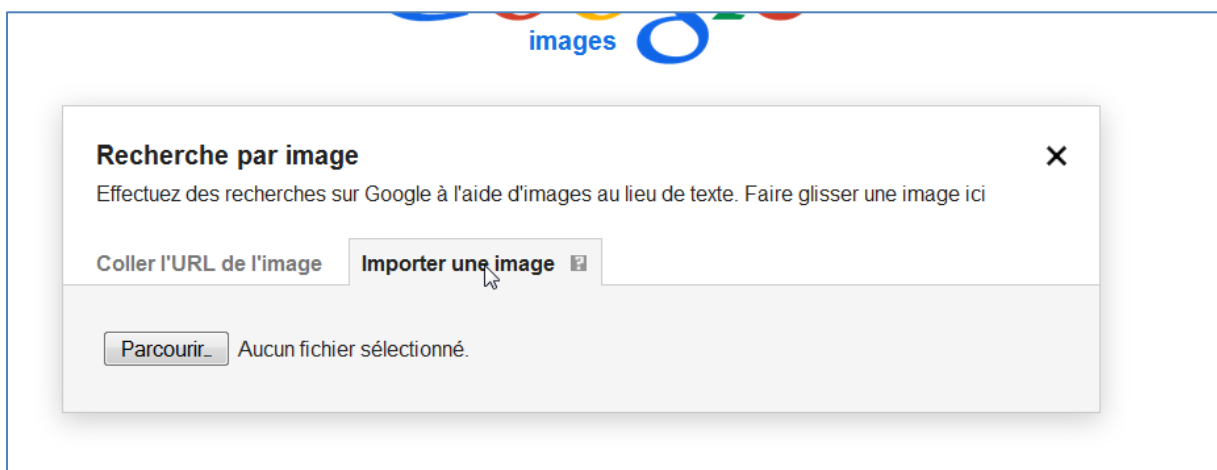 images
Recherche par image
Effectuez des recherches sur Google à l'aide d'images au lieu de texte. Faire glisser une image ici
Coller l'URL de l'image Importer une image ?
Parcourir_ Aucun fichier sélectionné.